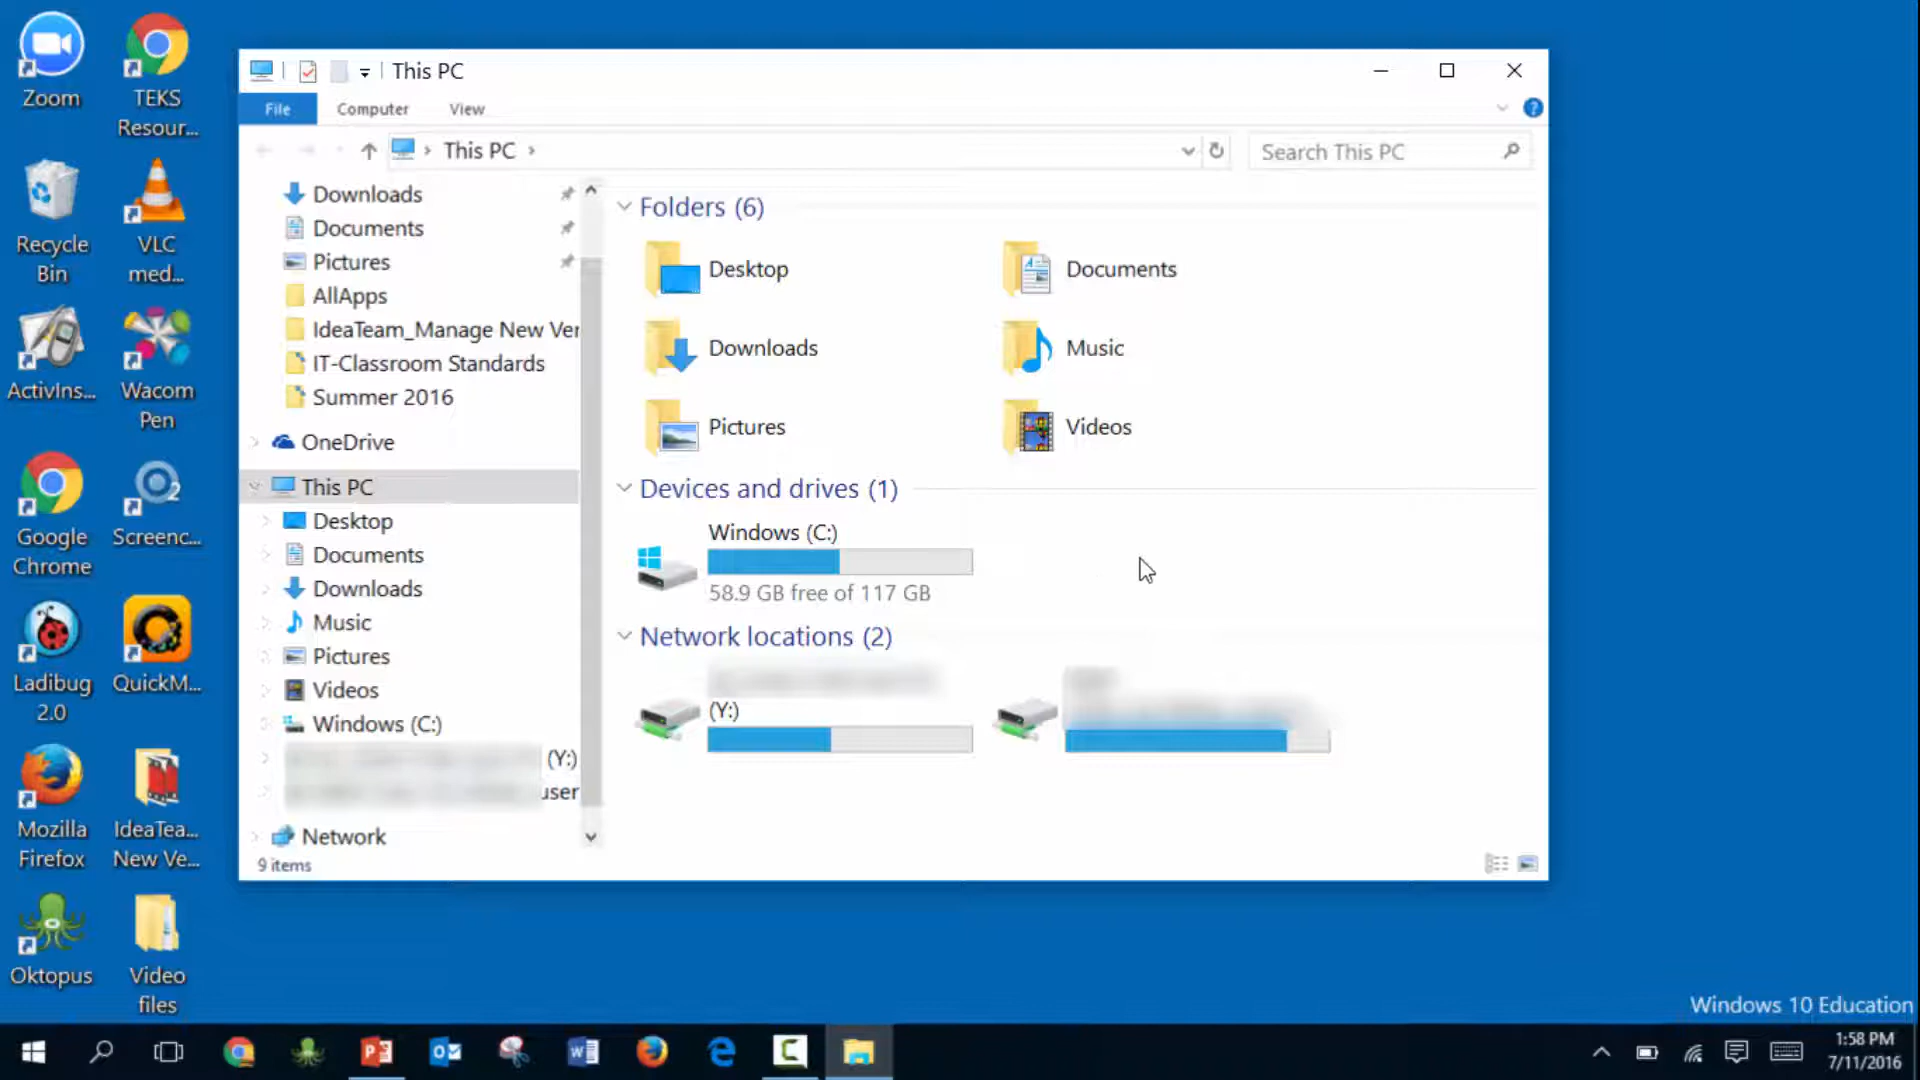 Zoom
TEKS
Resour...
Recycle
Bin
VLC
med...
ActivIns...
Wacom
Pen
Google
Chrome
Screenc...
Ladibug
2.0
QuickM...
Mozilla
Firefox
IdeaTea...
New Ve...
Oktopus
Video
files
This PC
File
Computer
View
This PC
Search This PC
Downloads
Documents
Pictures
AllApps
IdeaTeam_Manage New Ver
IT-Classroom Standards
Summer 2016
OneDrive
This PC
Desktop
Documents
Downloads
Music
Pictures
Videos
Windows (C:)
(Y:)
user
Network
9 items
Folders (6)
Desktop
Documents
Downloads
Music
Pictures
Videos
Devices and drives (1)
Windows (C:)
58.9 GB free of 117 GB
Network locations (2)
(Y:)
Windows 10 Education
1:58 PM
7/11/2016